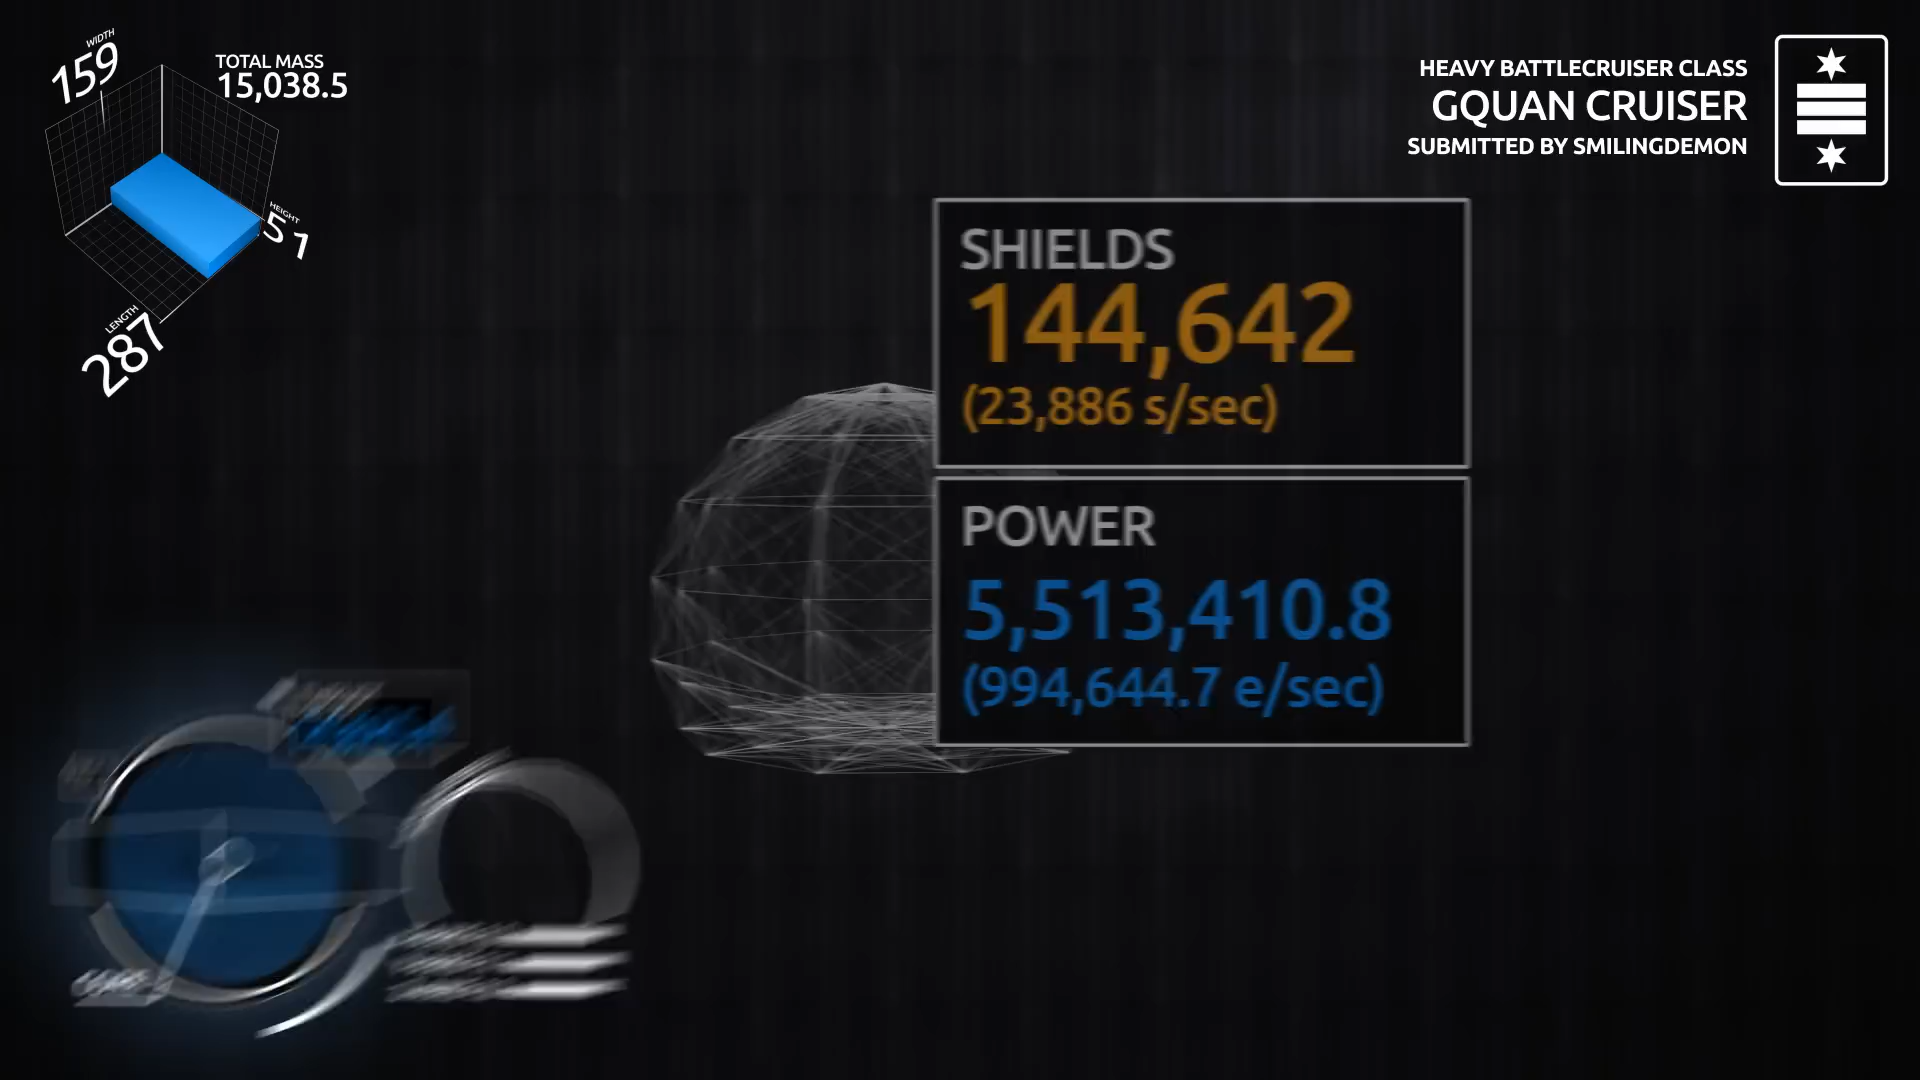 WIDTH
159
TOTAL MASS
15,038.5
HEIGHT
51
LENGTH
287
HEAVY BATTLECRUISER CLASS
GQUAN CRUISER
SUBMITTED BY SMILINGDEMON
SHIELDS
144,642
(23,886 s/sec)
POWER
5,513,410.8
(994,644.7 e/sec)